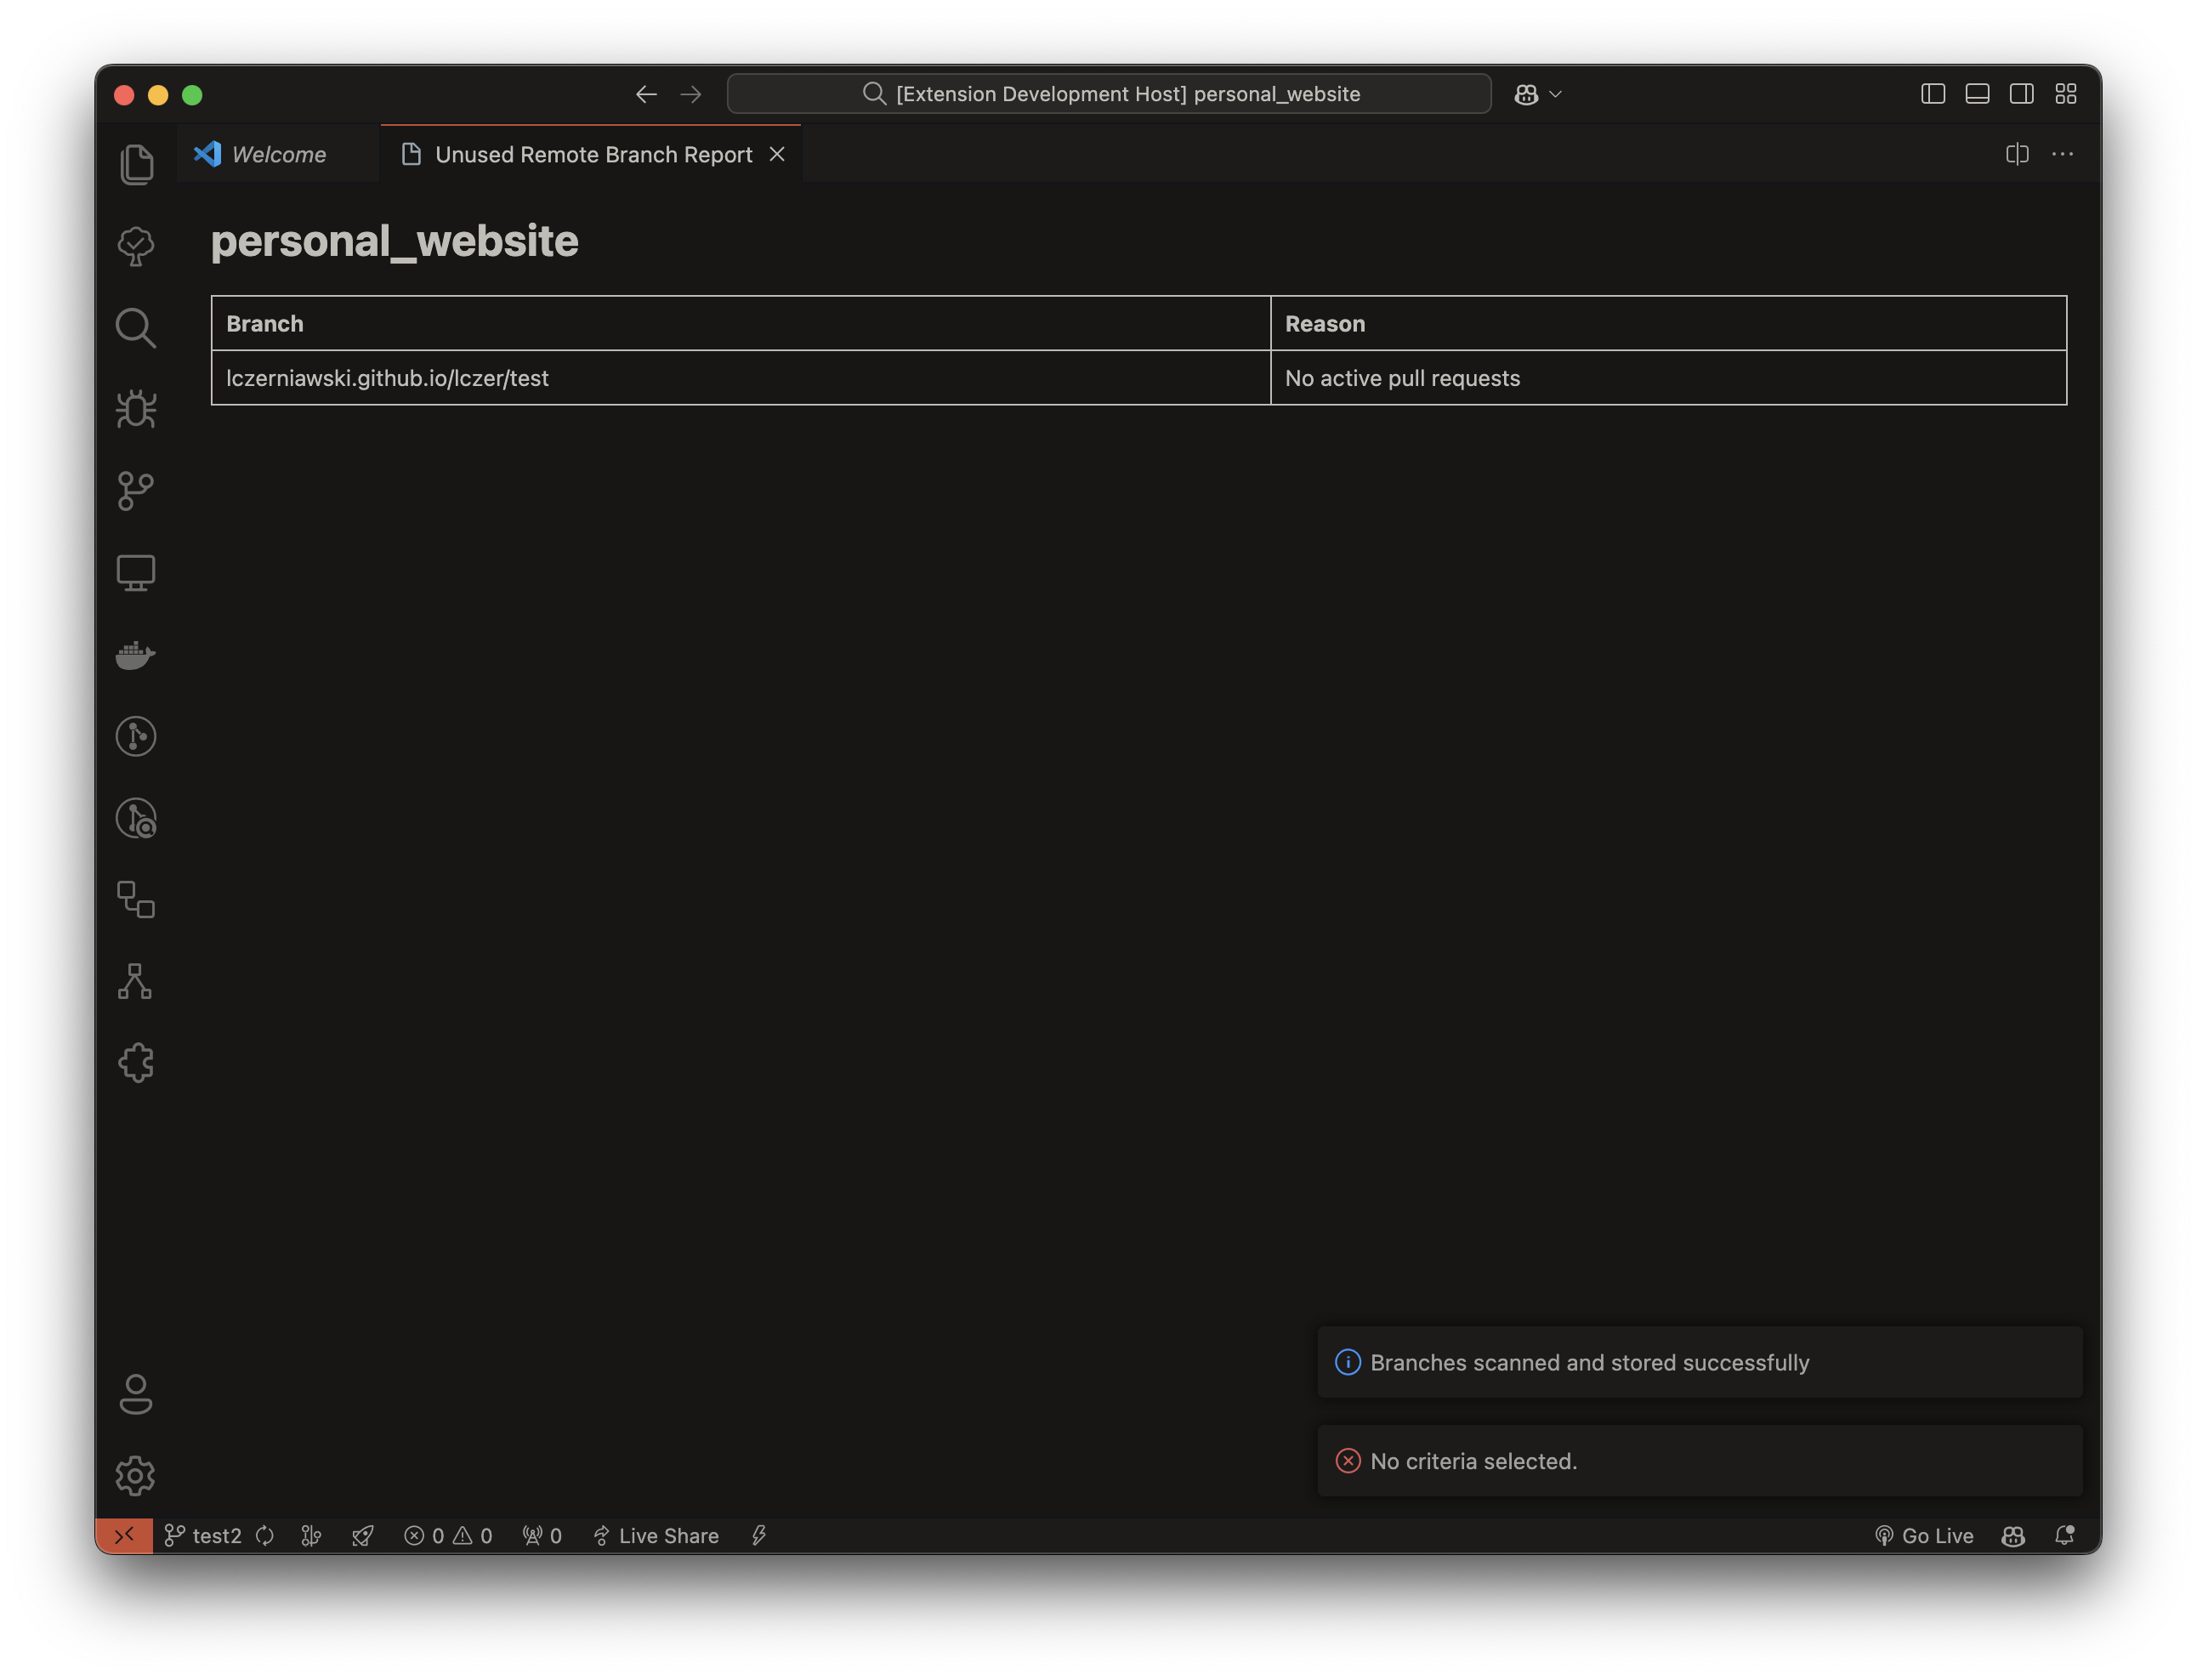 [Extension Development Host] personal_website
Welcome
Unused Remote Branch Report
personal_website
Branch
Reason
lczerniawski.github.io/lczer/test
No active pull requests
Branches scanned and stored successfully
No criteria selected.
test2
0
0
0
Live Share
Go Live